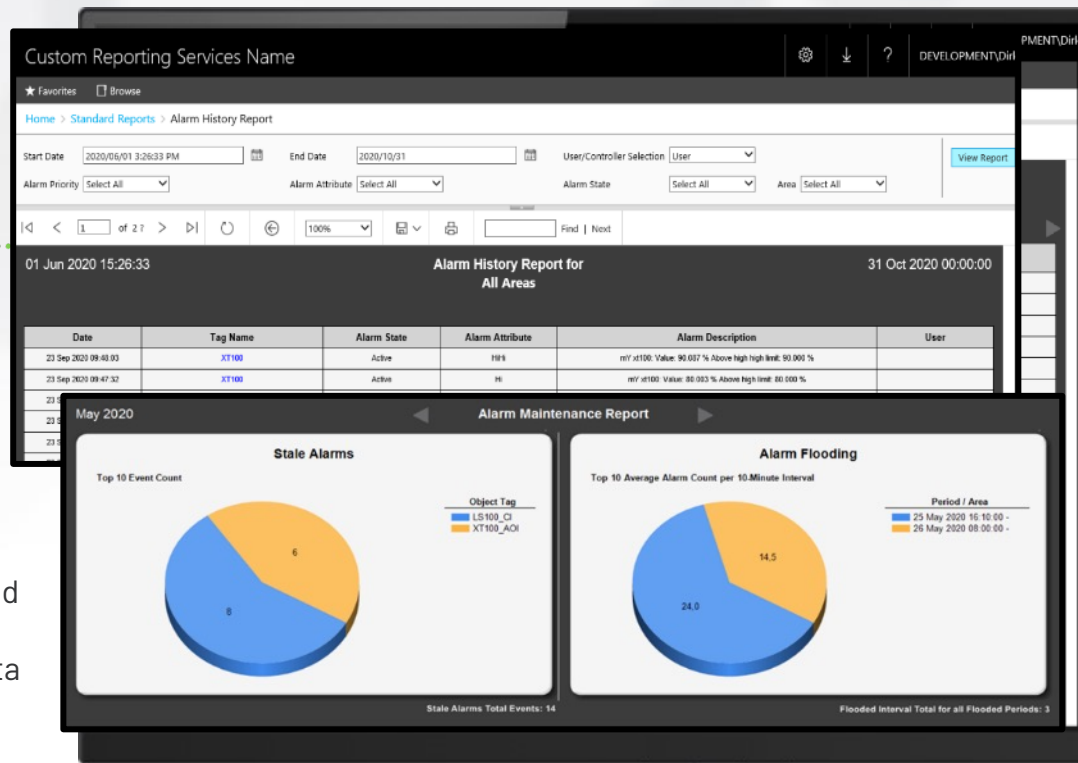 Custom Reporting Services Name
? DEVELOPMENT\Dirk
PMENT\Dirk
Favorites Browse
Home > Standard Reports > Alarm History Report
Start Date 2020/06/01 3:26:33 PM End Date 2020/10/31 User/Controller Selection User View Report
Alarm Priority Select All Alarm Attribute Select All Alarm State Select All Area Select All
1 of 2 ? 100% Find | Next
01 Jun 2020 15:26:33 Alarm History Report for 31 Oct 2020 00:00:00
All Areas
Date Tag Name Alarm State Alarm Attribute Alarm Description User
23 Sep 2020 09:48:03 XT100 Active HiHi mY xt100: Value: 90.087 % Above high high limit: 90.000 %
23 Sep 2020 09:47:32 XT100 Active Hi mY xt100: Value: 80.003 % Above high limit: 80.000 %
23 S
23 S
23 S
May 2020 Alarm Maintenance Report
Stale Alarms
Top 10 Event Count
Object Tag
LS100_CI
XT100_AOI
6
8
Stale Alarms Total Events: 14
Alarm Flooding
Top 10 Average Alarm Count per 10-Minute Interval
Period / Area
25 May 2020 16:10:00 -
26 May 2020 08:00:00 -
14,5
24,0
Flooded Interval Total for all Flooded Periods: 3
d
ta